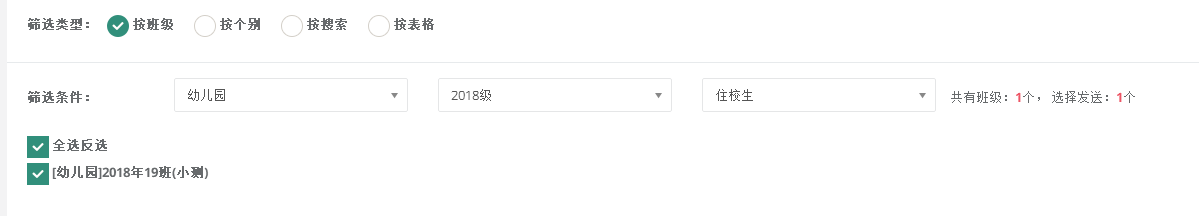 筛选类型： 按班级 按个别 按搜索 按表格
筛选条件： 幼儿园 2018级 住校生 共有班级：1个， 选择发送：1个
全选反选
[幼儿园]2018年19班(小测)